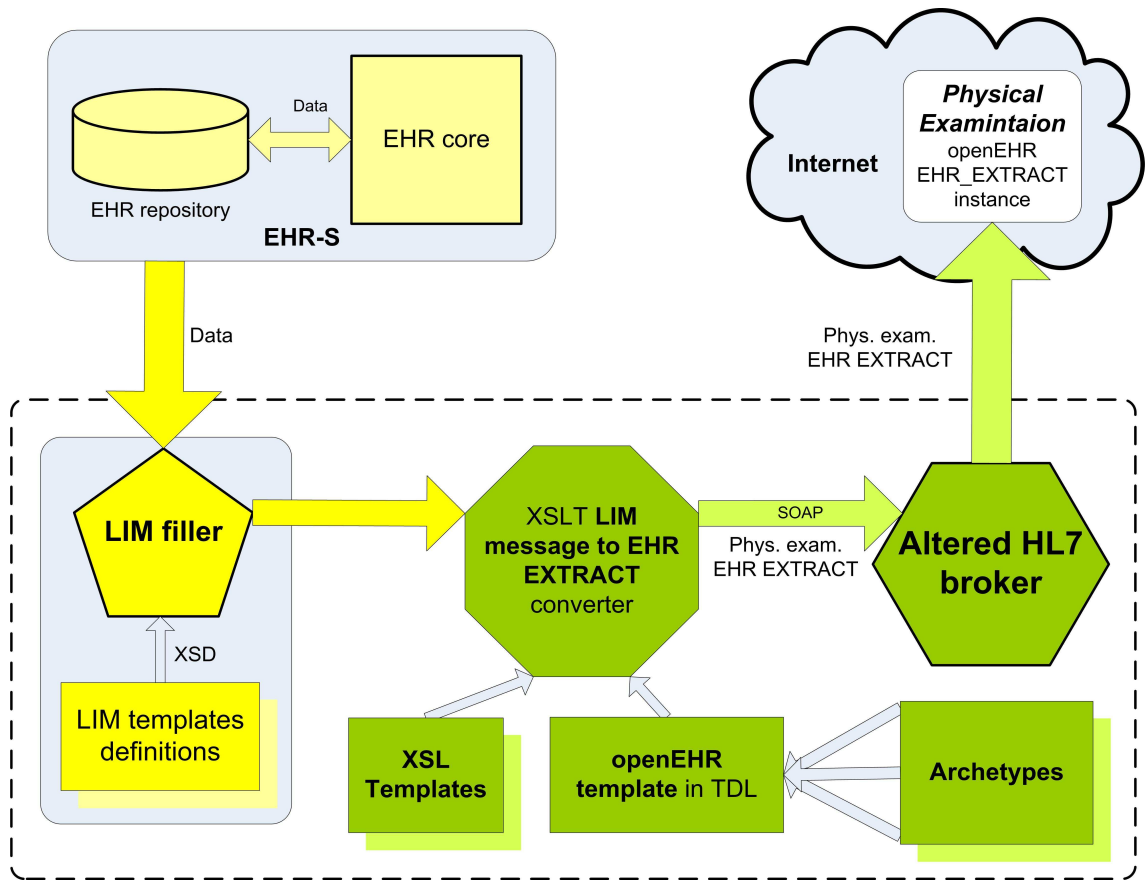 Data
EHR core
EHR repository
EHR-S
Physical
Examintaion
openEHR
EHR_EXTRACT
instance
Internet
Data
Phys. exam.
EHR EXTRACT
LIM filler
XSD
LIM templates
definitions
XSLT LIM
message to EHR
EXTRACT
converter
SOAP
Phys. exam.
EHR EXTRACT
Altered HL7
broker
XSL
Templates
openEHR
template in TDL
Archetypes